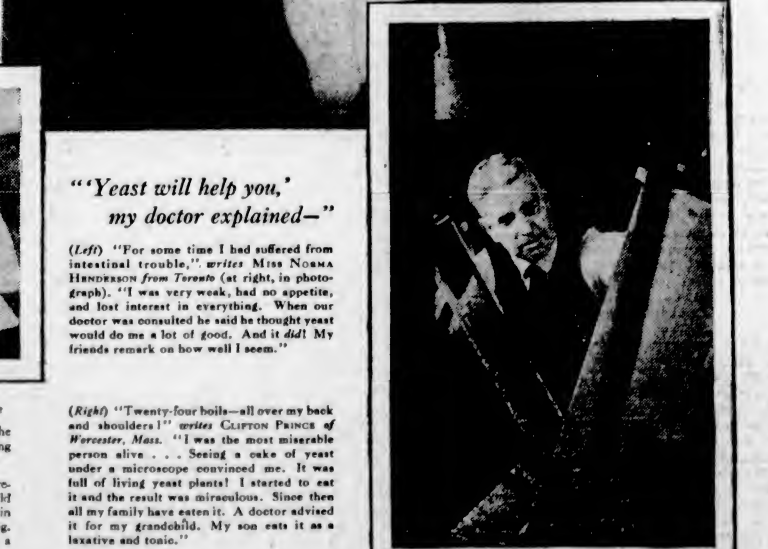 "'Yeast will help you,'
my doctor explained—"
(Left) "For some time I had suffered from
intestinal trouble,". writes MISS NORMA
HENDERSON from Toronto (at right, in photo-
graph). "I was very weak, had no appetite,
and lost interest in everything. When our
doctor was consulted he said he thought yeast
would do me a lot of good. And it did! My
friends remark on how well I seem."
(Right) "Twenty-four boils—all over my back
and shoulders!" writes CLIFTON PRINCE of
Worcester, Mass. "I was the most miserable
person alive . . . Seeing a cake of yeast
under a microscope convinced me. It was
full of living yeast plants! I started to eat
it and the result was miraculous. Since then
all my family have eaten it. A doctor advised
it for my grandchild. My son eats it as a
laxative and tonic."